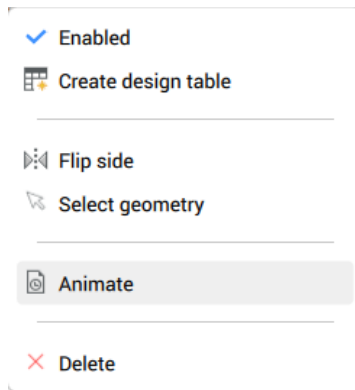 Enabled
Create design table
Flip side
Select geometry
Animate
Delete